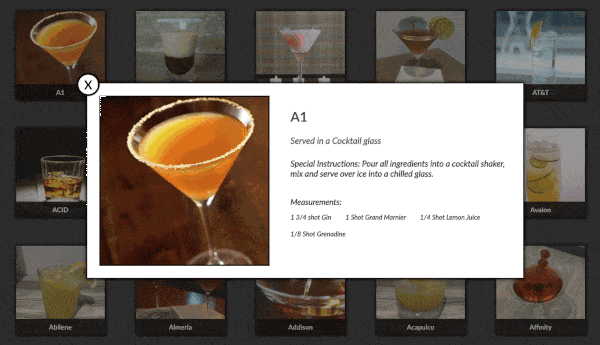 A1
AT&T
X
A1
Served in a Cocktail glass
Special Instructions: Pour all ingredients into a cocktail shaker,
mix and serve over ice into a chilled glass.
Measurements:
1 3/4 shot Gin 1 Shot Grand Marnier 1/4 Shot Lemon Juice
1/8 Shot Grenadine
ACID
Avalon
Abilene
Almeria
Addison
Acapulco
Affinity